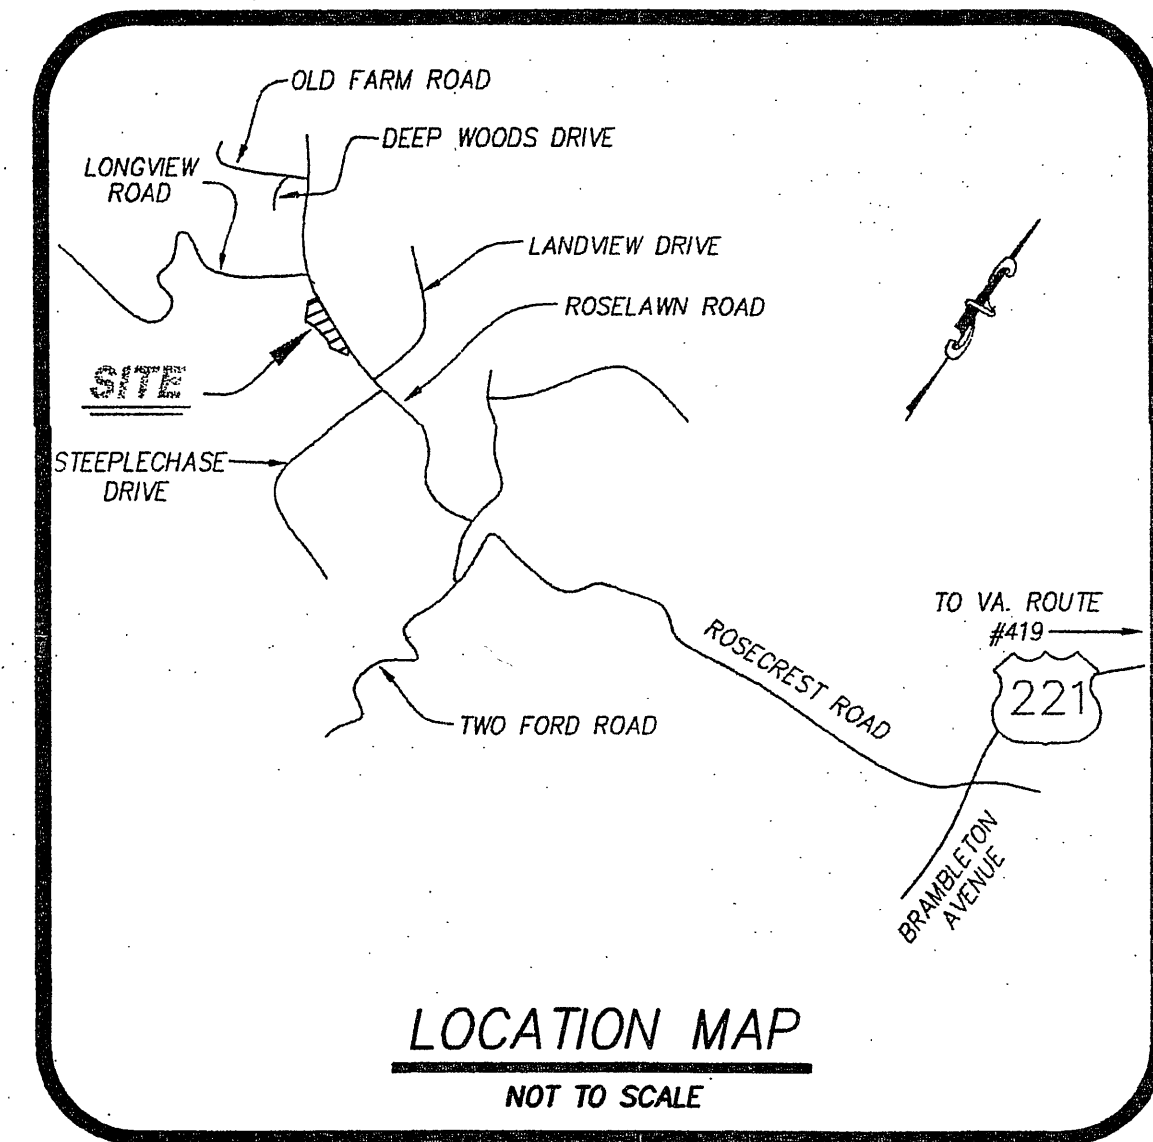 OLD FARM ROAD
DEEP WOODS DRIVE
LONGVIEW
ROAD
LANDVIEW DRIVE
ROSELAWN ROAD
SITE
STEEPLECHASE
DRIVE
TO VA. ROUTE
#419
221
ROSECREST ROAD
TWO FORD ROAD
BRAMBLETON
AVENUE
LOCATION MAP
NOT TO SCALE